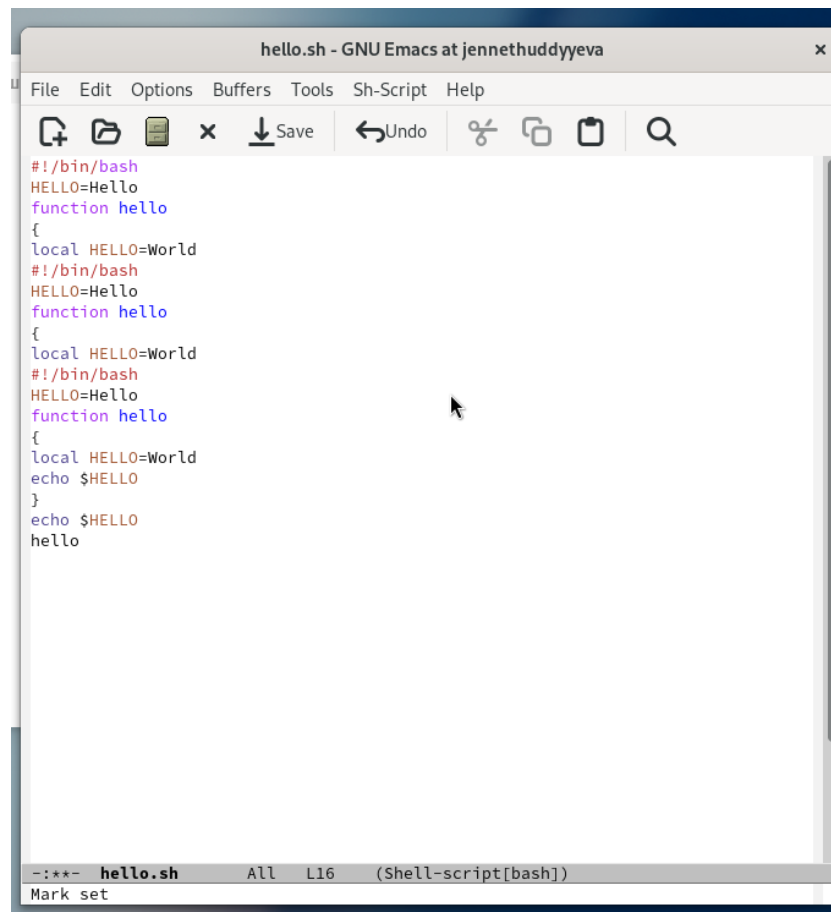 hello.sh - GNU Emacs at jennethuddyyeva
File Edit Options Buffers Tools Sh-Script Help
Save Undo
#!/bin/bash
HELLO=Hello
function hello
{
local HELLO=World
#!/bin/bash
HELLO=Hello
function hello
{
local HELLO=World
#!/bin/bash
HELLO=Hello
function hello
{
local HELLO=World
echo $HELLO
}
echo $HELLO
hello
-:**- hello.sh All L16 (Shell-script[bash])
Mark set